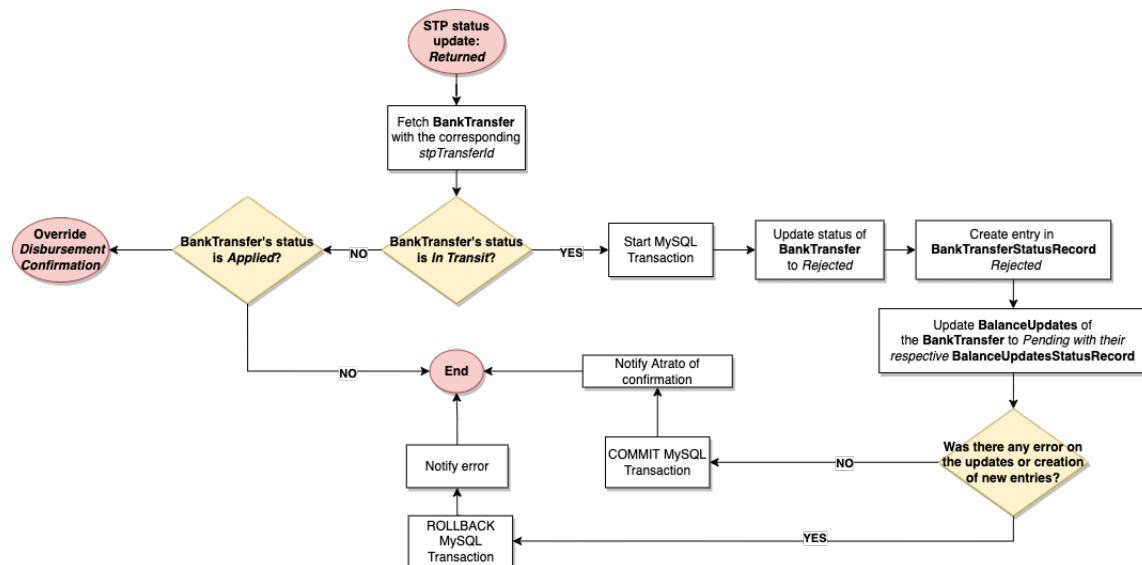 STP status
update:
Returned
Fetch BankTransfer
with the corresponding
stpTransferId
Override
Disbursement
Confirmation
BankTransfer's status
is Applied?
NO
BankTransfer's status
is In Transit?
YES
Start MySQL
Transaction
Update status of
BankTransfer
to Rejected
Create entry in
BankTransferStatusRecord
Rejected
Update BalanceUpdates of
the BankTransfer to Pending with their
respective BalanceUpdatesStatusRecord
NO
End
Notify Atrato of
confirmation
Notify error
COMMIT MySQL
Transaction
NO
Was there any error on
the updates or creation
of new entries?
ROLLBACK
MySQL
Transaction
YES